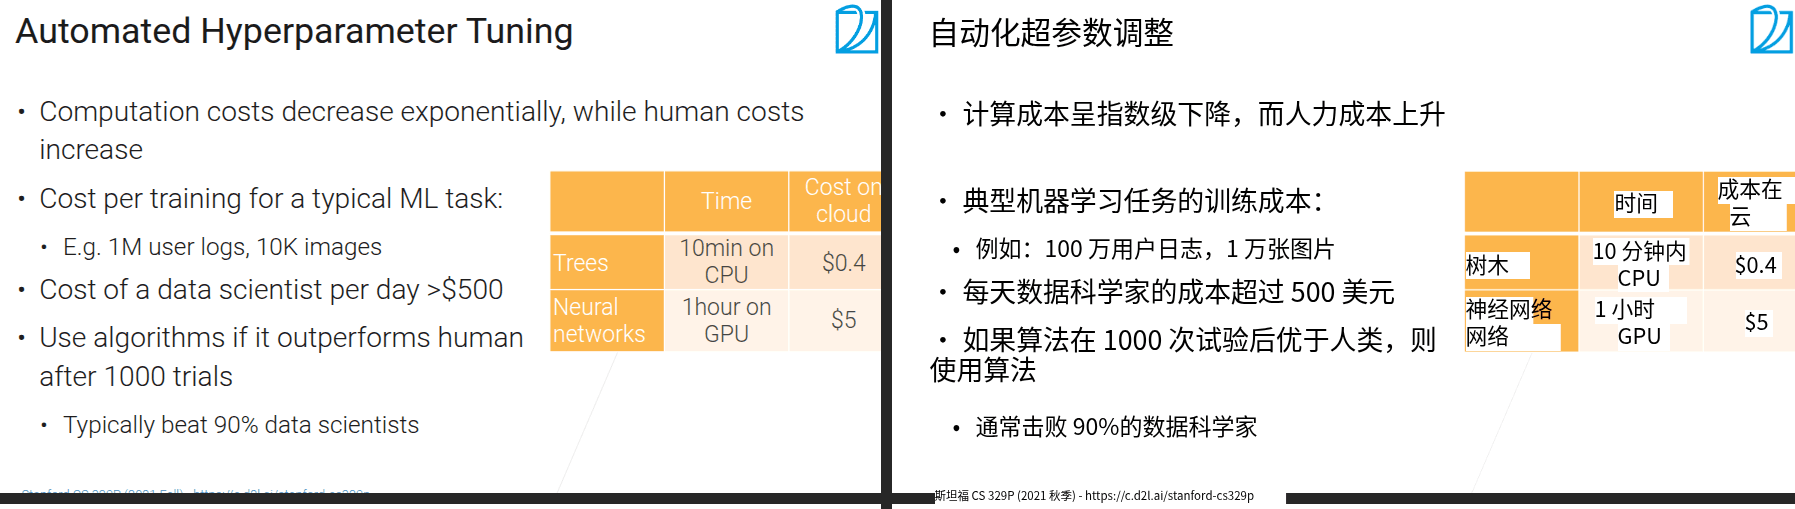 Automated Hyperparameter Tuning
• Computation costs decrease exponentially, while human costs
increase
• Cost per training for a typical ML task:
• E.g. 1M user logs, 10K images
• Cost of a data scientist per day >$500
• Use algorithms if it outperforms human
after 1000 trials
• Typically beat 90% data scientists
Time
Cost on
cloud
Trees
10min on
CPU
$0.4
Neural
networks
1hour on
GPU
$5
Stanford CS 329P (2021 Fall) - https://c.d2l.ai/stanford-cs329p
自动化超参数调整
• 计算成本呈指数级下降，而人力成本上升
• 典型机器学习任务的训练成本：
• 例如：100 万用户日志，1 万张图片
• 每天数据科学家的成本超过 500 美元
• 如果算法在 1000 次试验后优于人类，则
使用算法
• 通常击败 90%的数据科学家
时间
成本在
云
树木
10 分钟内
CPU
$0.4
神经网络
网络
1 小时
GPU
$5
斯坦福 CS 329P (2021 秋季) - https://c.d2l.ai/stanford-cs329p